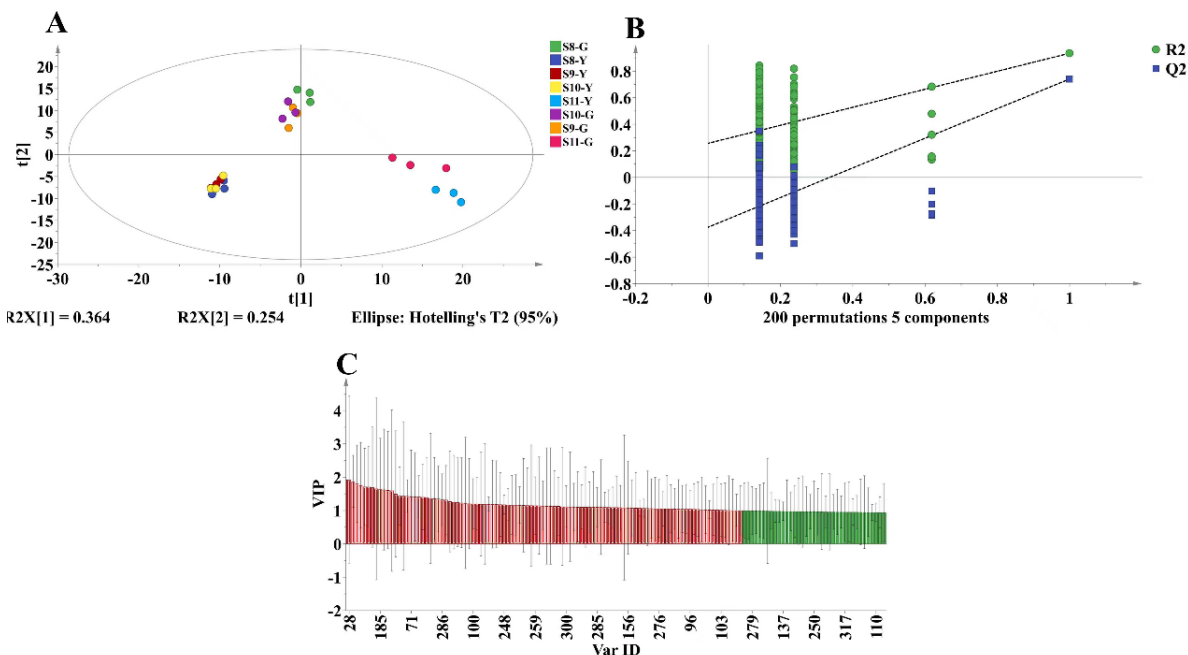 A
t[2]
20
15
10
5
0
-5
-10
-15
-20
-25
-30
-20
-10
0
10
20
t[1]
R2X[1] = 0.364
R2X[2] = 0.254
Ellipse: Hotelling's T2 (95%)
S8-G
S8-Y
S9-Y
S10-Y
S11-Y
S10-G
S9-G
S11-G
B
0.8
0.6
0.4
0.2
0
-0.2
-0.4
-0.6
-0.8
-0.2
0
0.2
0.4
0.6
0.8
1
200 permutations 5 components
R2
Q2
C
VIP
4
3
2
1
0
-1
-2
28
185
71
286
100
248
259
300
285
156
276
96
103
279
137
250
317
110
Var ID